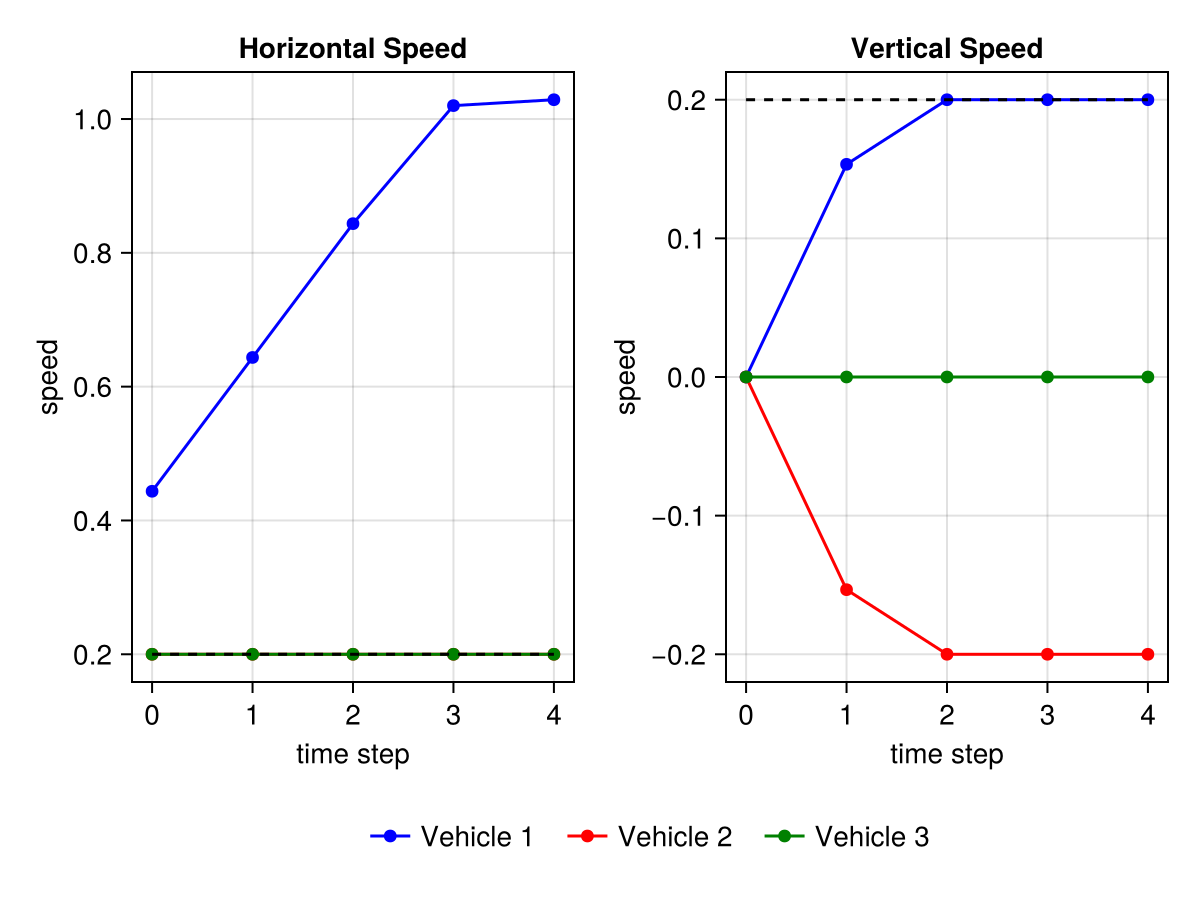 Horizontal Speed
Vertical Speed
speed
1.0
0.8
0.6
0.4
0.2
0 1 2 3 4
time step
speed
0.2
0.1
0.0
−0.1
−0.2
0 1 2 3 4
time step
Vehicle 1 Vehicle 2 Vehicle 3